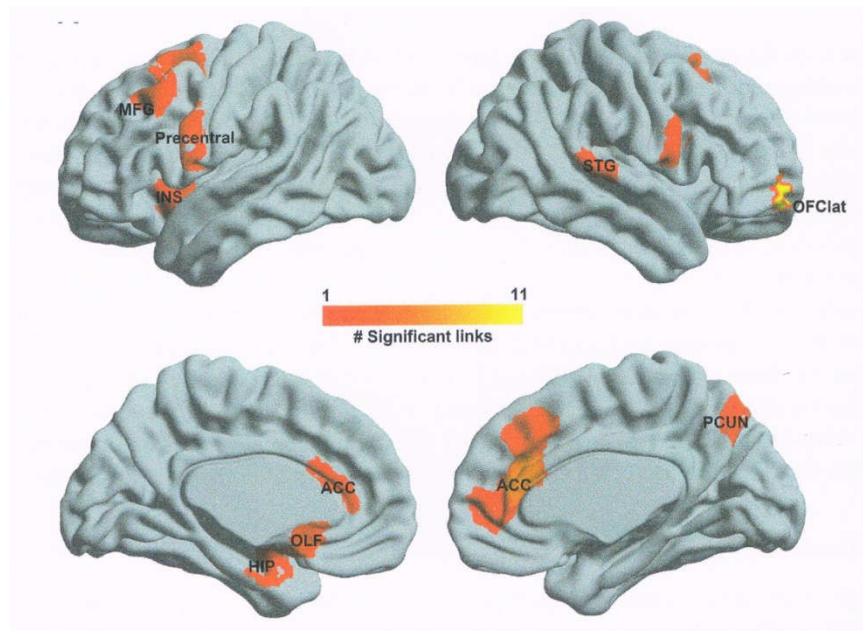 MFG
Precentral
INS
STG
OFClat
1 11
# Significant links
ACC
OLF
HIP
PCUN
ACC